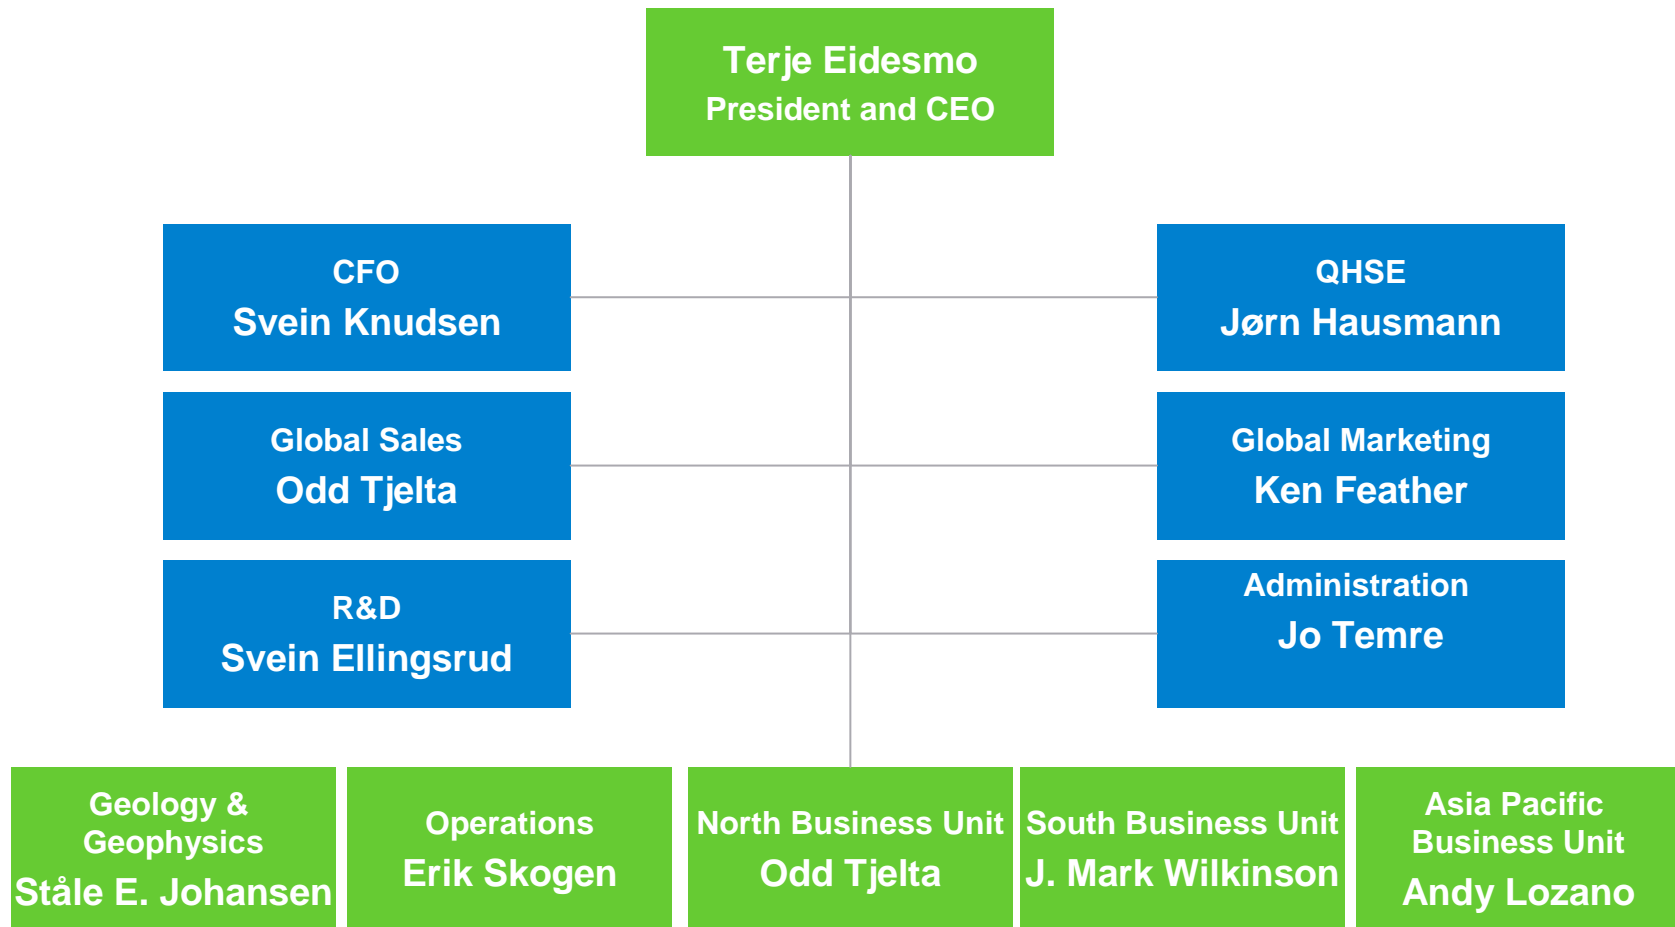 Terje Eidesmo
President and CEO
CFO
Svein Knudsen
QHSE
Jørn Hausmann
Global Sales
Odd Tjelta
Global Marketing
Ken Feather
R&D
Svein Ellingsrud
Administration
Jo Temre
Geology &
Geophysics
Ståle E. Johansen
Operations
Erik Skogen
North Business Unit
Odd Tjelta
South Business Unit
J. Mark Wilkinson
Asia Pacific
Business Unit
Andy Lozano